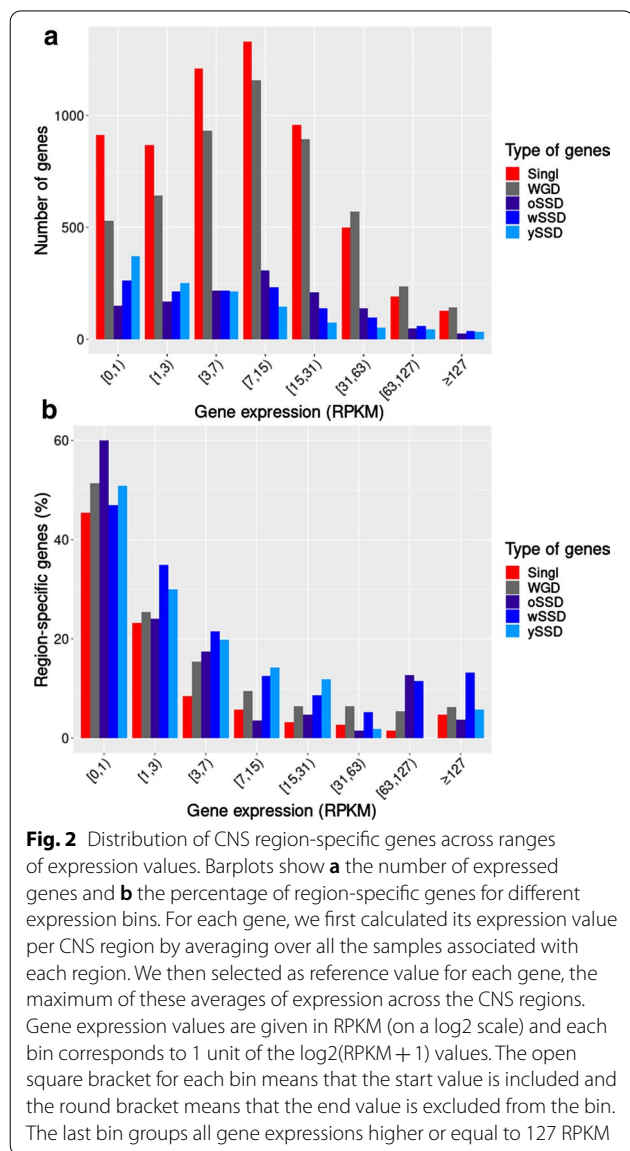 a
Number of genes
1000
500
0
[0,1)
[1,3)
[3,7)
[7,15)
[15,31)
[31,63)
[63,127)
≥127
Gene expression (RPKM)
Type of genes
Singl
WGD
oSSD
wSSD
ySSD
b
Region-specific genes (%)
60
40
20
0
[0,1)
[1,3)
[3,7)
[7,15)
[15,31)
[31,63)
[63,127)
≥127
Gene expression (RPKM)
Type of genes
Singl
WGD
oSSD
wSSD
ySSD
Fig. 2 Distribution of CNS region-specific genes across ranges
of expression values. Barplots show a the number of expressed
genes and b the percentage of region-specific genes for different
expression bins. For each gene, we first calculated its expression value
per CNS region by averaging over all the samples associated with
each region. We then selected as reference value for each gene, the
maximum of these averages of expression across the CNS regions.
Gene expression values are given in RPKM (on a log2 scale) and each
bin corresponds to 1 unit of the log2(RPKM + 1) values. The open
square bracket for each bin means that the start value is included and
the round bracket means that the end value is excluded from the bin.
The last bin groups all gene expressions higher or equal to 127 RPKM